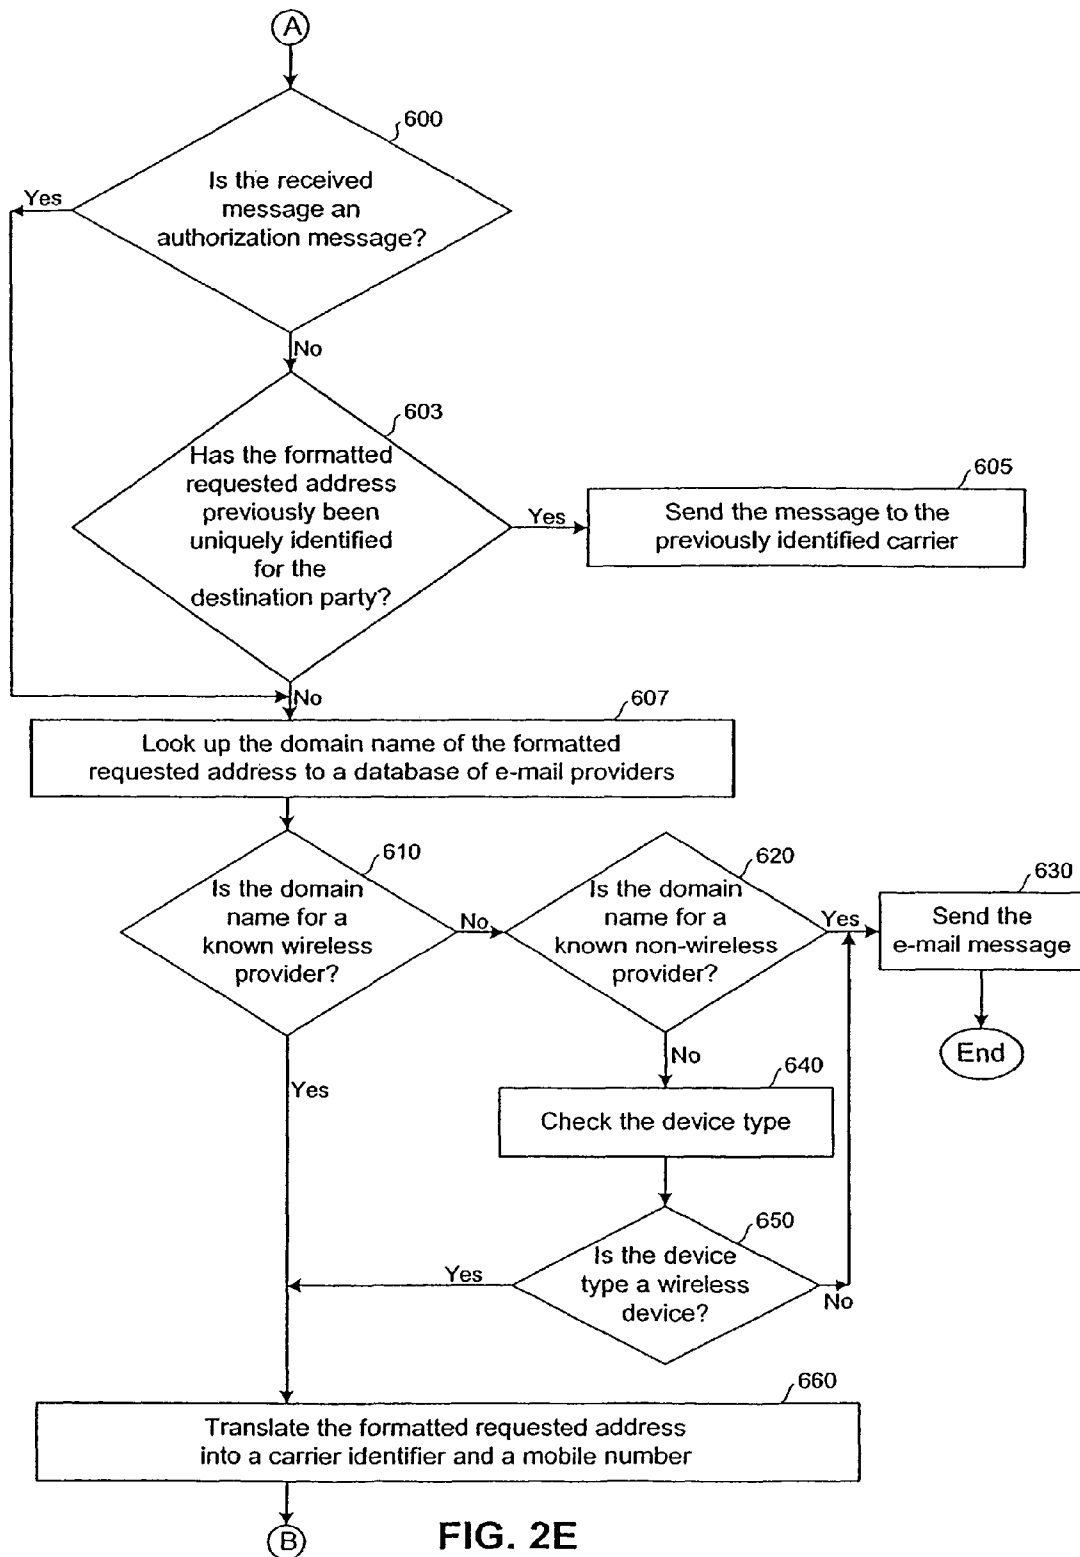 A
600
Is the received
message an
authorization message?
Yes
No
603
Has the formatted
requested address
previously been
uniquely identified
for the
destination party?
Yes
605
Send the message to the
previously identified carrier
No
607
Look up the domain name of the formatted
requested address to a database of e-mail providers
610
Is the domain
name for a
known wireless
provider?
No
620
Is the domain
name for a
known non-wireless
provider?
Yes
630
Send the
e-mail message
End
No
Yes
640
Check the device type
650
Is the device
type a wireless
device?
Yes
No
660
Translate the formatted requested address
into a carrier identifier and a mobile number
B
FIG. 2E